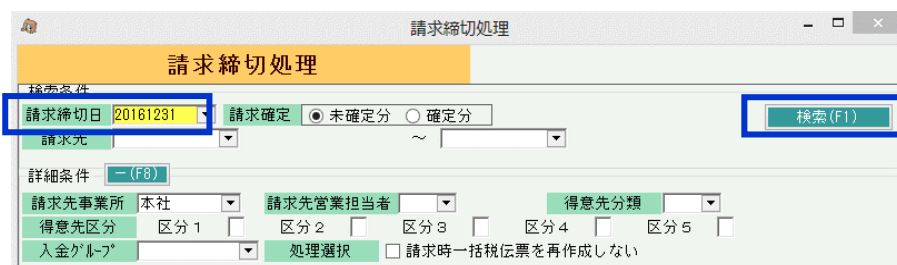 請求締切処理
請求締切処理
検索条件
請求締切日 20161231 請求確定 未確定分 確定分 検索(F1)
請求先 ～
詳細条件 －(F8)
請求先事業所 本社 請求先営業担当者 得意先分類
得意先区分 区分1 区分2 区分3 区分4 区分5
入金ｸﾞﾙｰﾌﾟ 処理選択 請求時一括税伝票を再作成しない